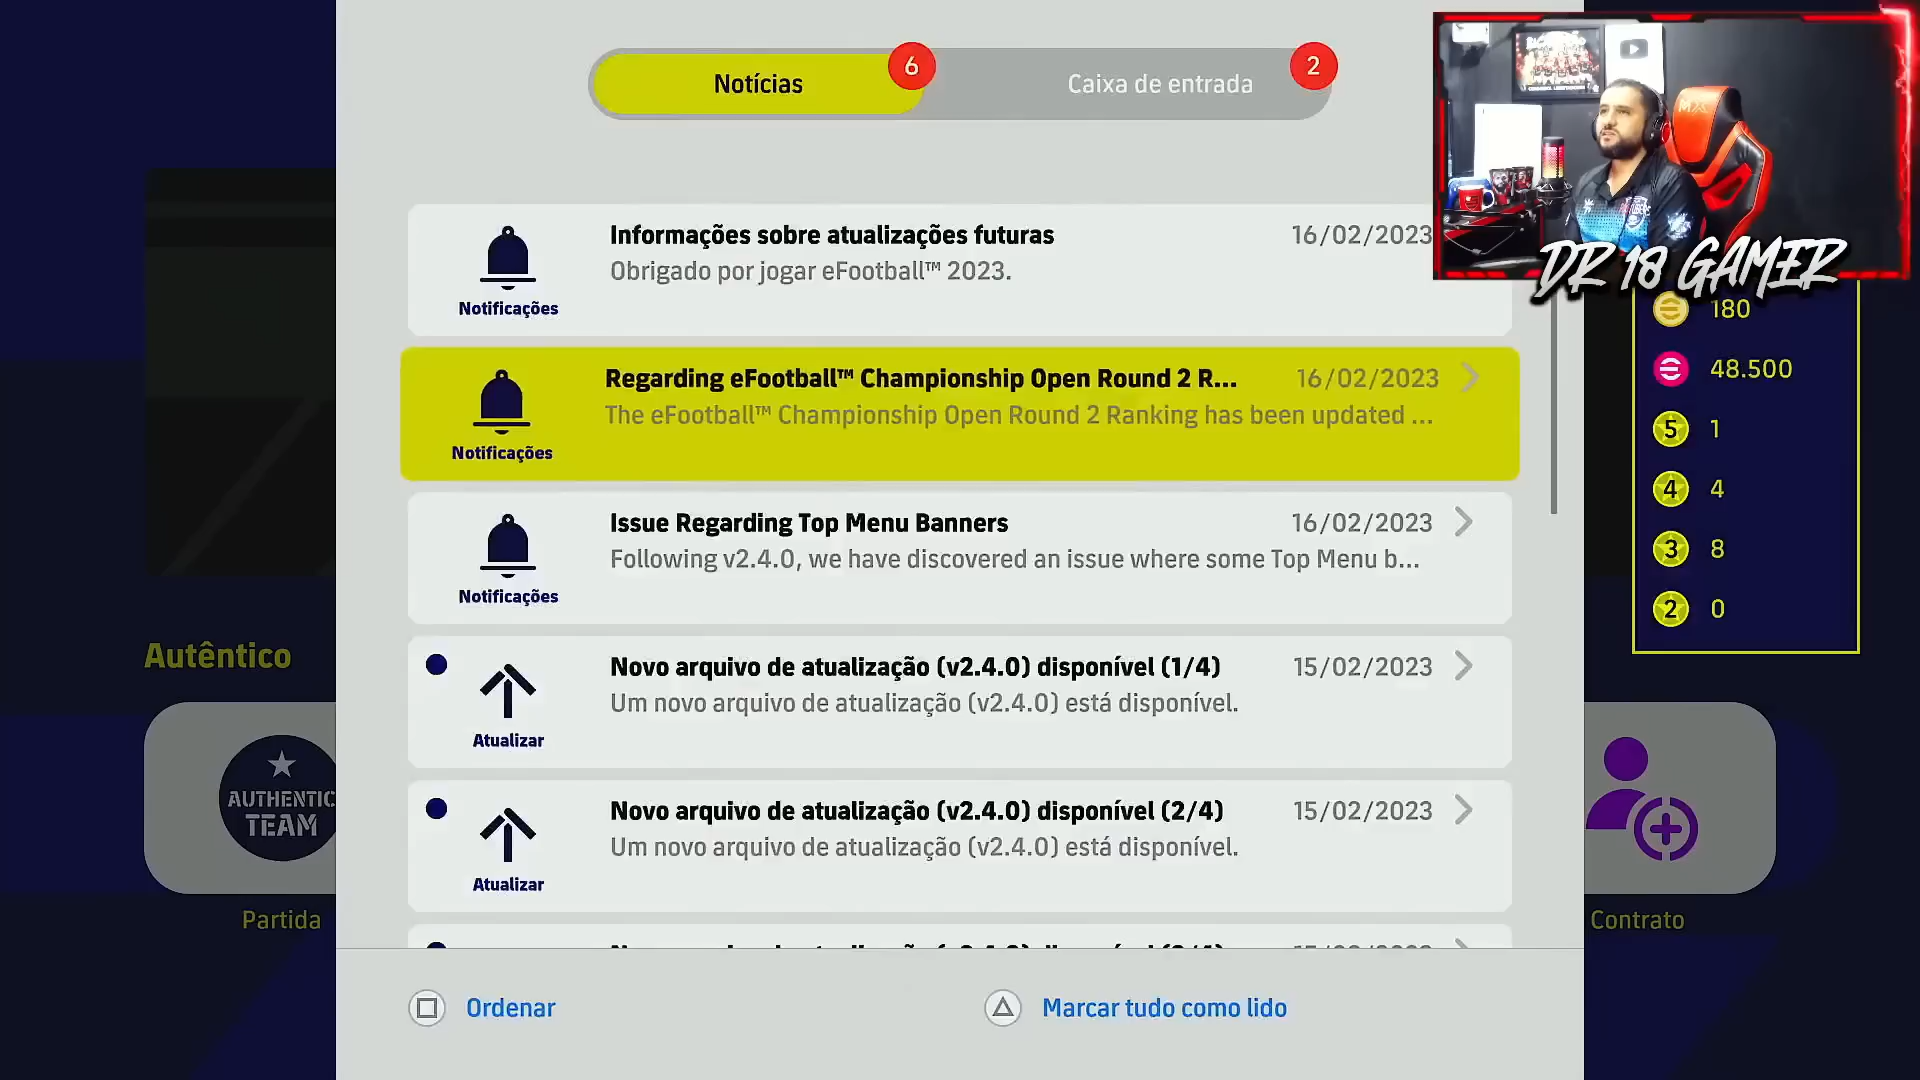 Notícias
6
Caixa de entrada
2
Informações sobre atualizações futuras
16/02/2023
Obrigado por jogar eFootball™ 2023.
Notificações
Regarding eFootball™ Championship Open Round 2 R...
16/02/2023
The eFootball™ Championship Open Round 2 Ranking has been updated ...
Notificações
Issue Regarding Top Menu Banners
16/02/2023
Following v2.4.0, we have discovered an issue where some Top Menu b...
Notificações
Novo arquivo de atualização (v2.4.0) disponível (1/4)
15/02/2023
Um novo arquivo de atualização (v2.4.0) está disponível.
Atualizar
Novo arquivo de atualização (v2.4.0) disponível (2/4)
15/02/2023
Um novo arquivo de atualização (v2.4.0) está disponível.
Atualizar
Ordenar
Marcar tudo como lido
Autêntico
AUTHENTIC
TEAM
Partida
DR 18 GAMER
180
48.500
5 1
4 4
3 8
2 0
Contrato